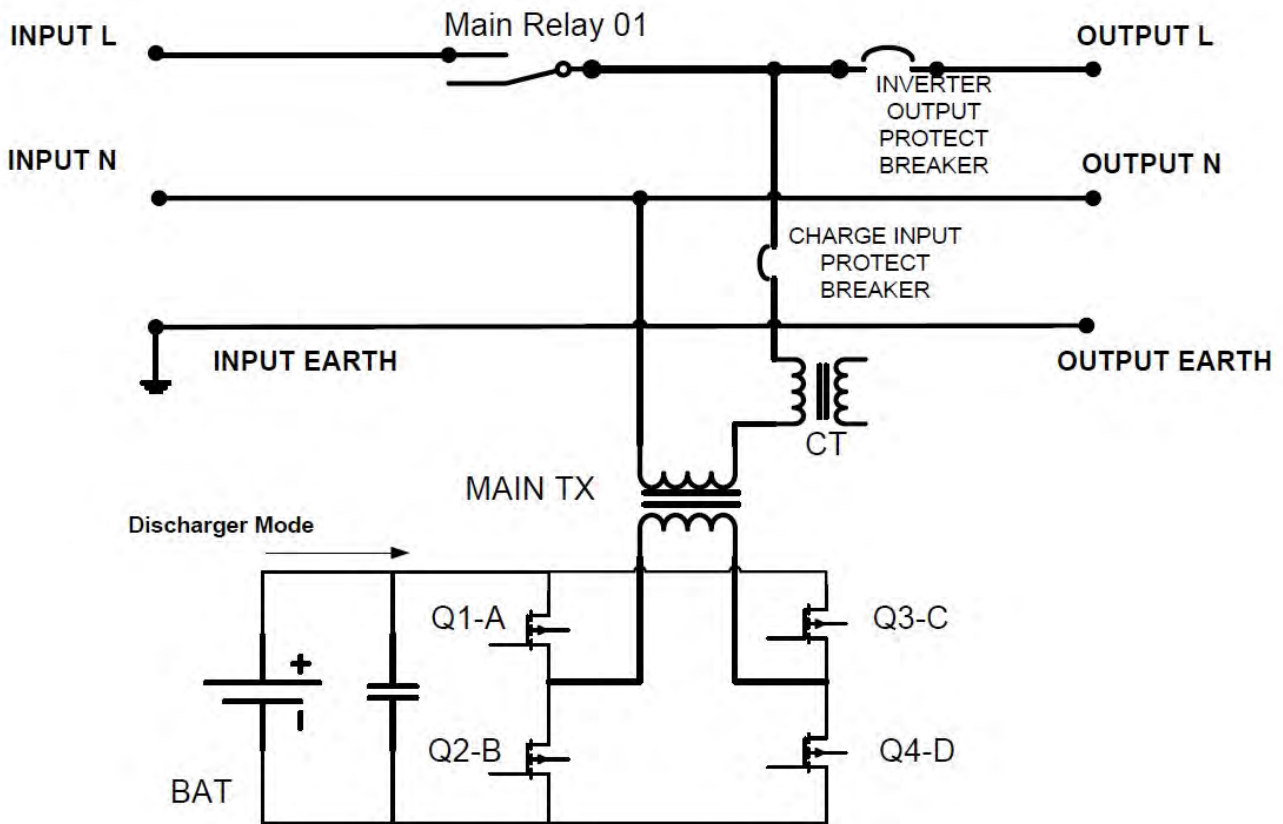 INPUT L
Main Relay 01
OUTPUT L
INVERTER
OUTPUT
PROTECT
BREAKER
INPUT N
OUTPUT N
CHARGE INPUT
PROTECT
BREAKER
INPUT EARTH
OUTPUT EARTH
CT
MAIN TX
Discharger Mode
Q1-A
Q3-C
+
-
Q2-B
Q4-D
BAT